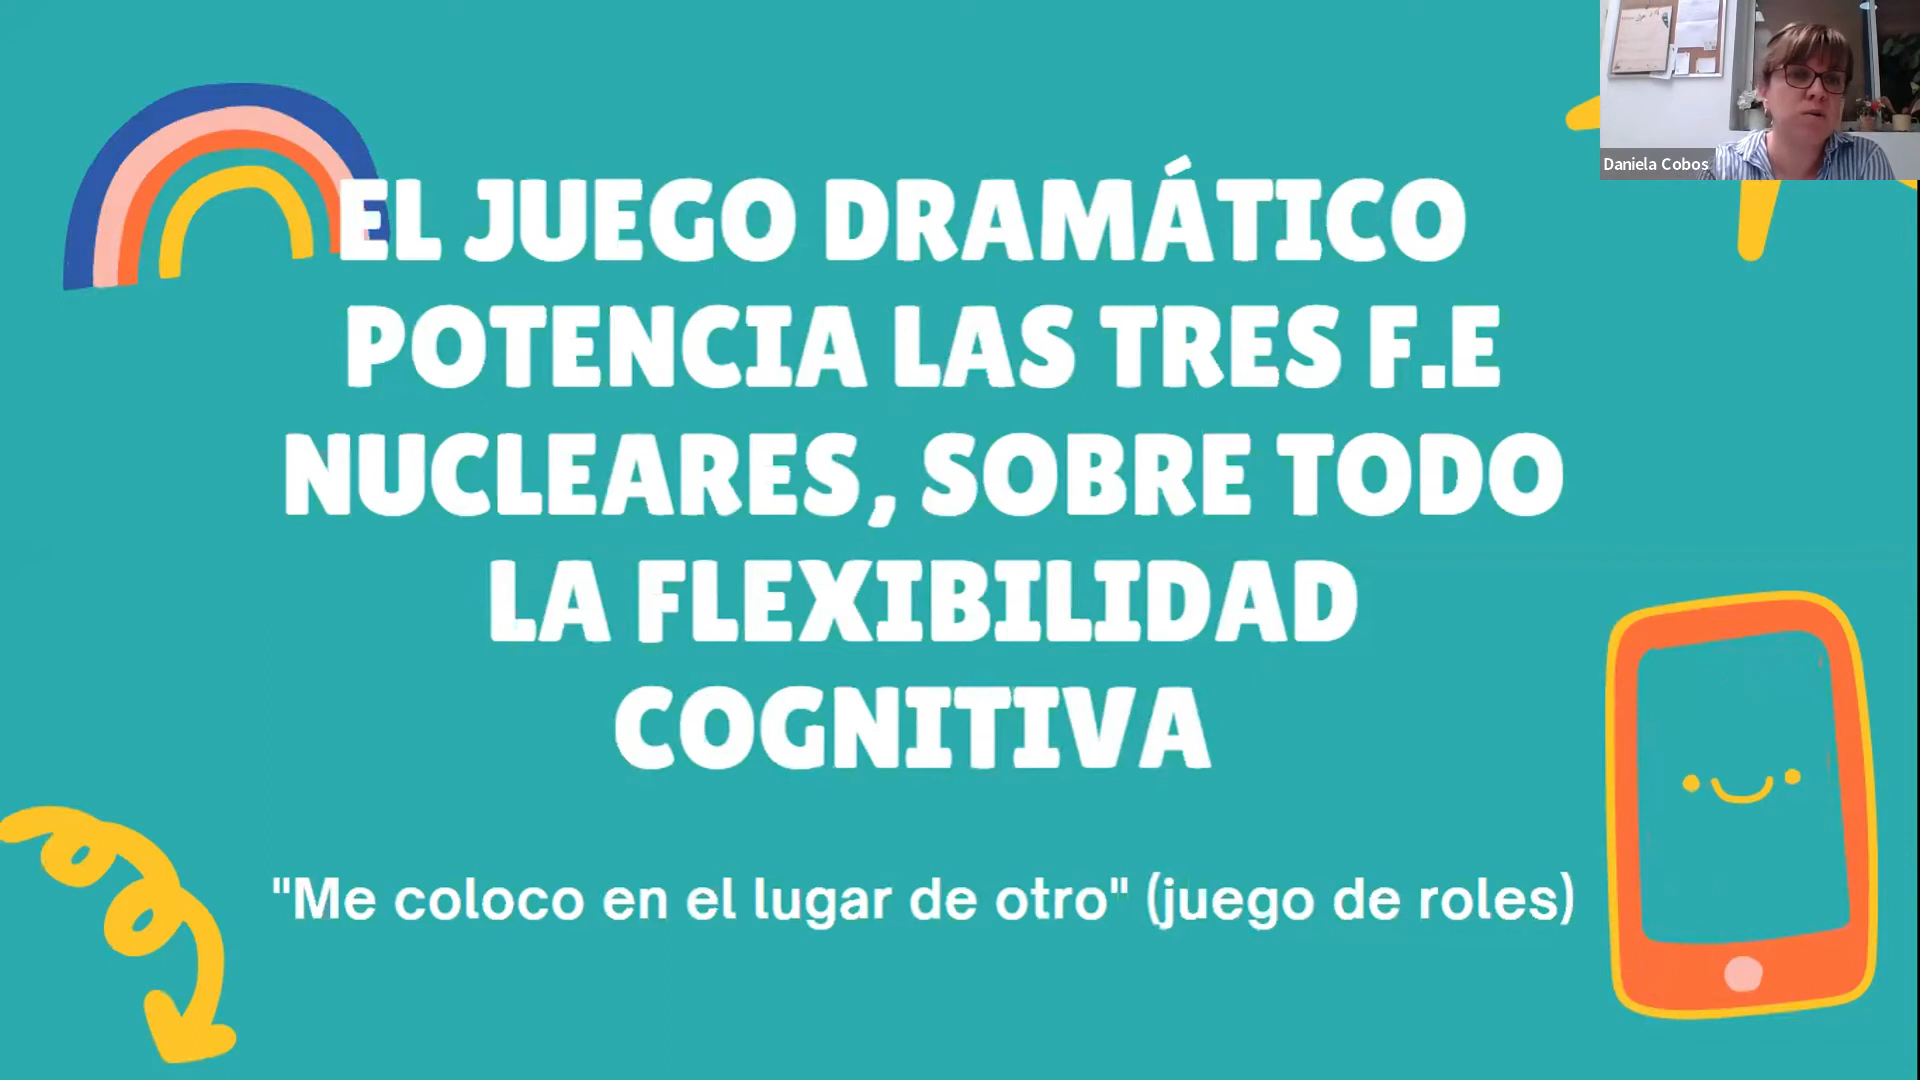 EL JUEGO DRAMÁTICO
POTENCIA LAS TRES F.E
NUCLEARES, SOBRE TODO
LA FLEXIBILIDAD
COGNITIVA
"Me coloco en el lugar de otro" (juego de roles)
Daniela Cobos